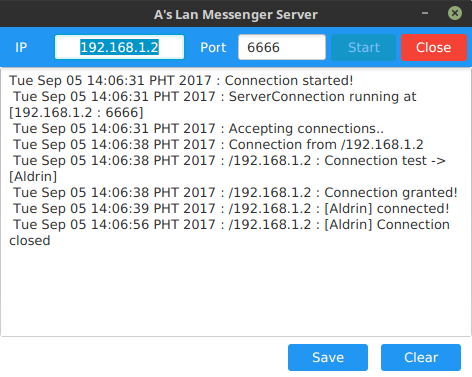 A's Lan Messenger Server
IP 192.168.1.2 Port 6666 Start Close
Tue Sep 05 14:06:31 PHT 2017 : Connection started!
Tue Sep 05 14:06:31 PHT 2017 : ServerConnection running at
[192.168.1.2 : 6666]
Tue Sep 05 14:06:31 PHT 2017 : Accepting connections..
Tue Sep 05 14:06:38 PHT 2017 : Connection from /192.168.1.2
Tue Sep 05 14:06:38 PHT 2017 : /192.168.1.2 : Connection test ->
[Aldrin]
Tue Sep 05 14:06:38 PHT 2017 : /192.168.1.2 : Connection granted!
Tue Sep 05 14:06:39 PHT 2017 : /192.168.1.2 : [Aldrin] connected!
Tue Sep 05 14:06:56 PHT 2017 : /192.168.1.2 : [Aldrin] Connection
closed
Save Clear